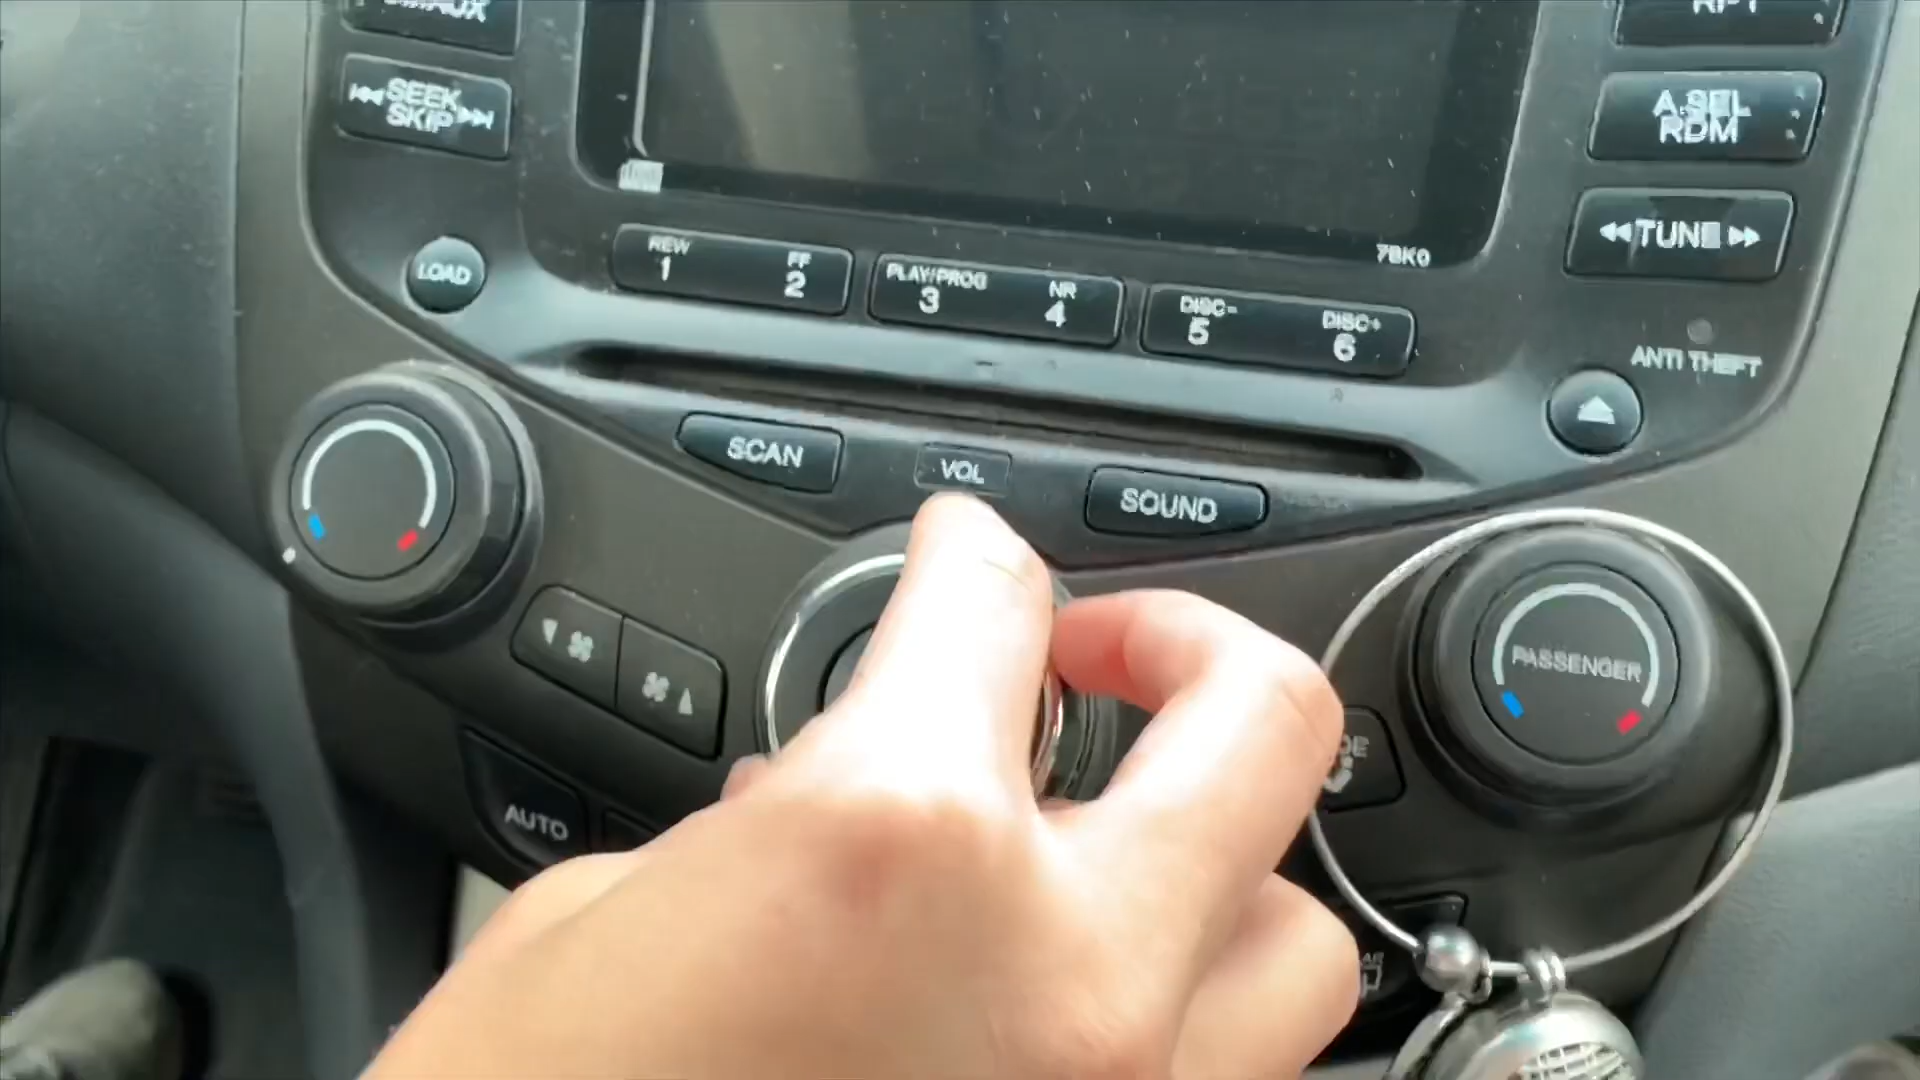 SEEK
SKIP
A.SEL
RDM
TUNE
7BK0
LOAD
REW
1
FF
2
PLAY/PROG
3
NR
4
DISC-
5
DISC+
6
ANTI THEFT
SCAN
VOL
SOUND
PASSENGER
AUTO